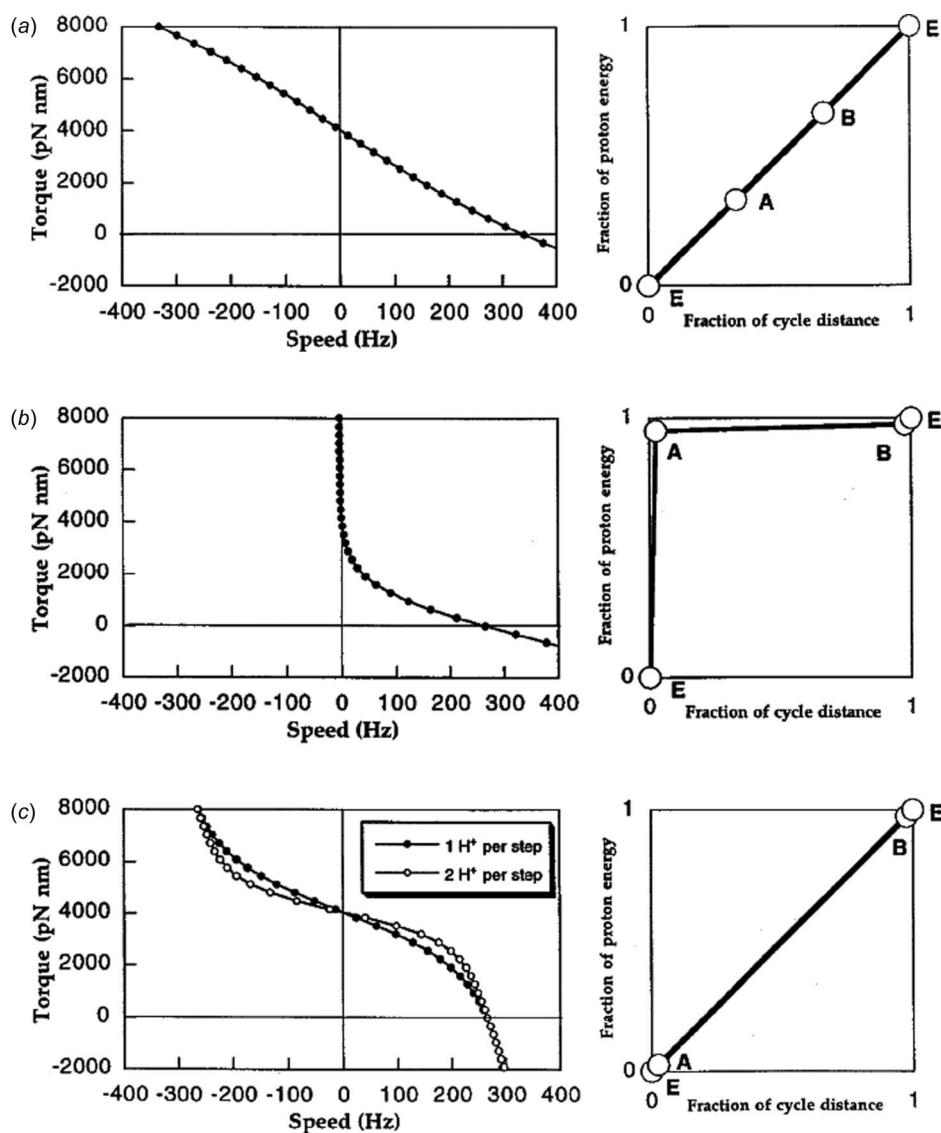 (a)
8000
6000
4000
2000
0
-2000
Torque (pN nm)
-400 -300 -200 -100 0 100 200 300 400
Speed (Hz)
1
E
B
A
0
E
Fraction of proton energy
0 Fraction of cycle distance 1
(b)
8000
6000
4000
2000
0
-2000
Torque (pN nm)
-400 -300 -200 -100 0 100 200 300 400
Speed (Hz)
1
E
A
B
0
E
Fraction of proton energy
0 Fraction of cycle distance 1
(c)
8000
6000
4000
2000
0
-2000
Torque (pN nm)
1 H⁺ per step
2 H⁺ per step
-400 -300 -200 -100 0 100 200 300 400
Speed (Hz)
1
E
B
A
0
E
Fraction of proton energy
0 Fraction of cycle distance 1